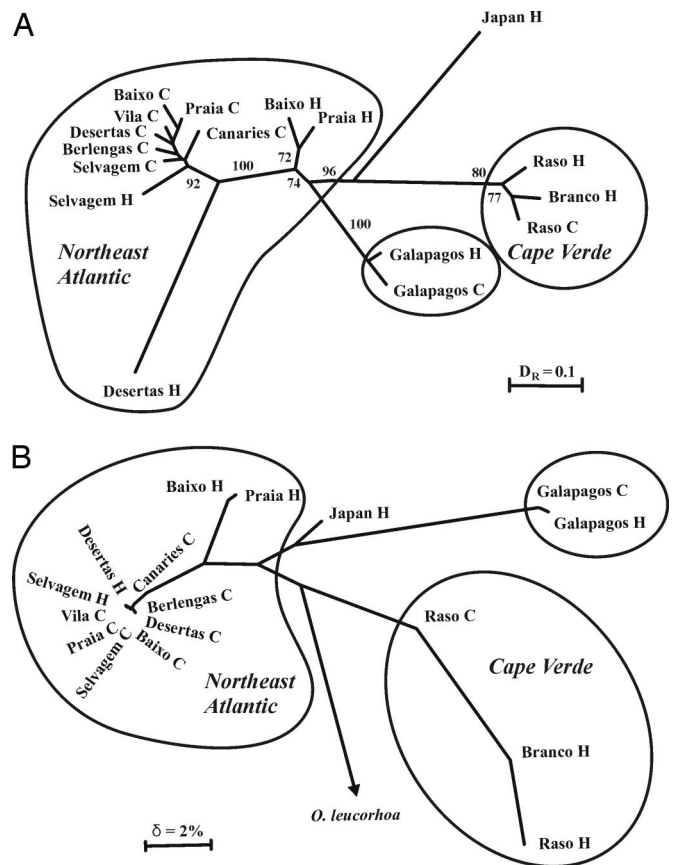 A
Japan H
Baixo C
Vila C
Praia C
Desertas C
Berlengas C
Selvagem C
Canaries C
Baixo H
Praia H
Selvagem H
92
100
72
74
96
80
77
Raso H
Branco H
Raso C
Cape Verde
100
Galapagos H
Galapagos C
Northeast
Atlantic
Desertas H
D_R = 0.1
B
Baixo H
Praia H
Japan H
Galapagos C
Galapagos H
Desertas H
Canaries C
Selvagem H
Vila C
Praia C
Selvagem C
Baixo C
Berlengas C
Desertas C
Northeast
Atlantic
Raso C
Cape Verde
Branco H
Raso H
O. leucorhoa
δ = 2%